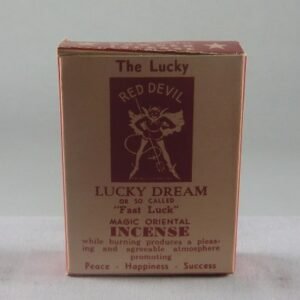 The Lucky
RED DEVIL
LUCKY DREAM
OR SO CALLED
"Fast Luck"
MAGIC ORIENTAL
INCENSE
while burning produces a pleas-
ing and agreeable atmosphere
promoting
Peace - Happiness - Success